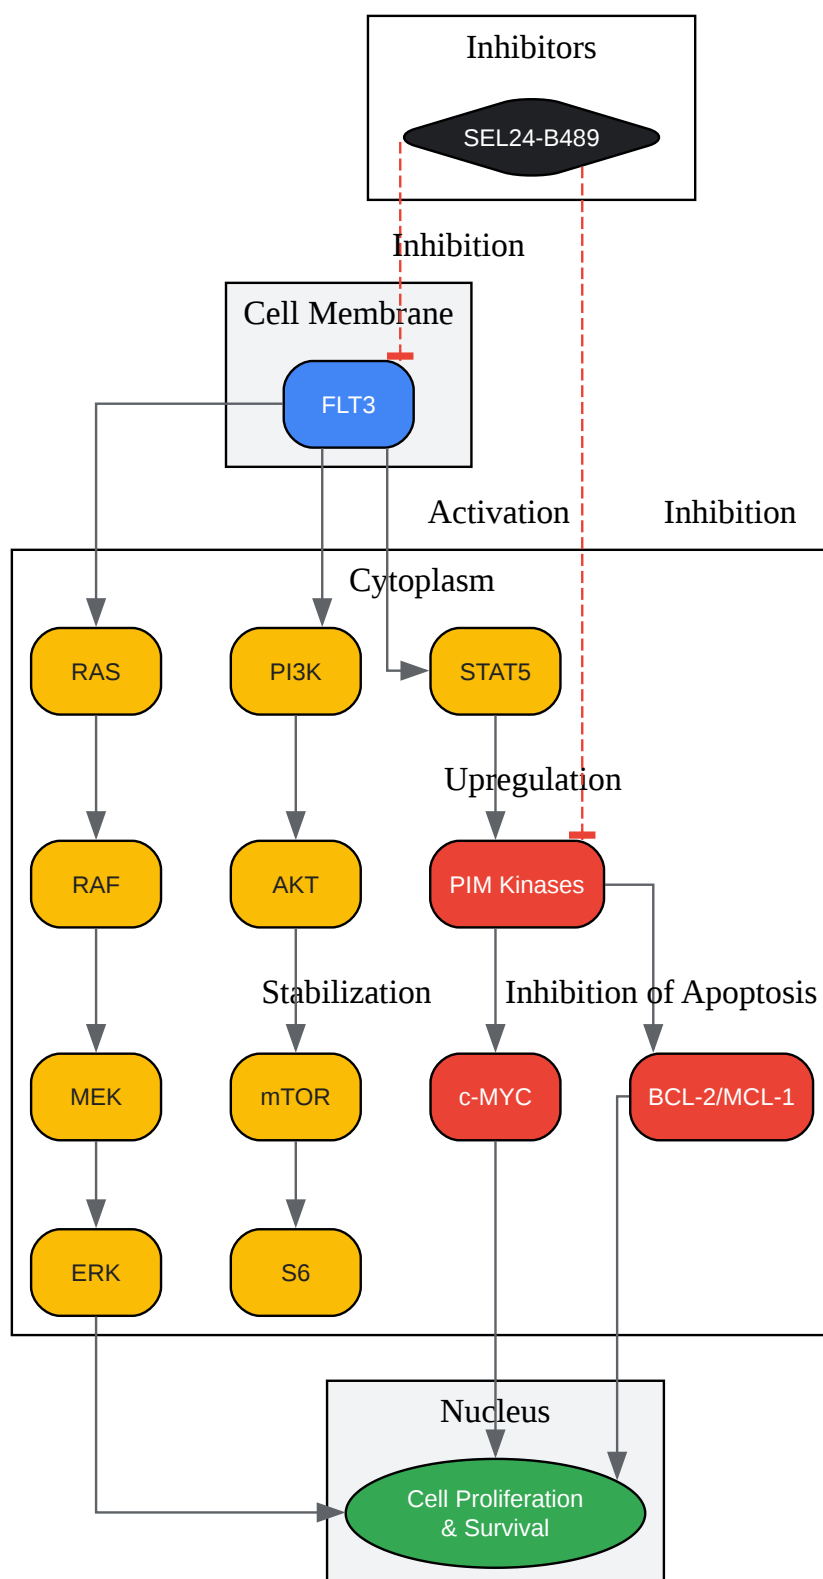 Inhibitors
SEL24-B489
Inhibition
Cell Membrane
FLT3
Activation
Inhibition
Cytoplasm
RAS
PI3K
STAT5
Upregulation
RAF
AKT
PIM Kinases
Stabilization
Inhibition of Apoptosis
MEK
mTOR
c-MYC
BCL-2/MCL-1
ERK
S6
Nucleus
Cell Proliferation
& Survival